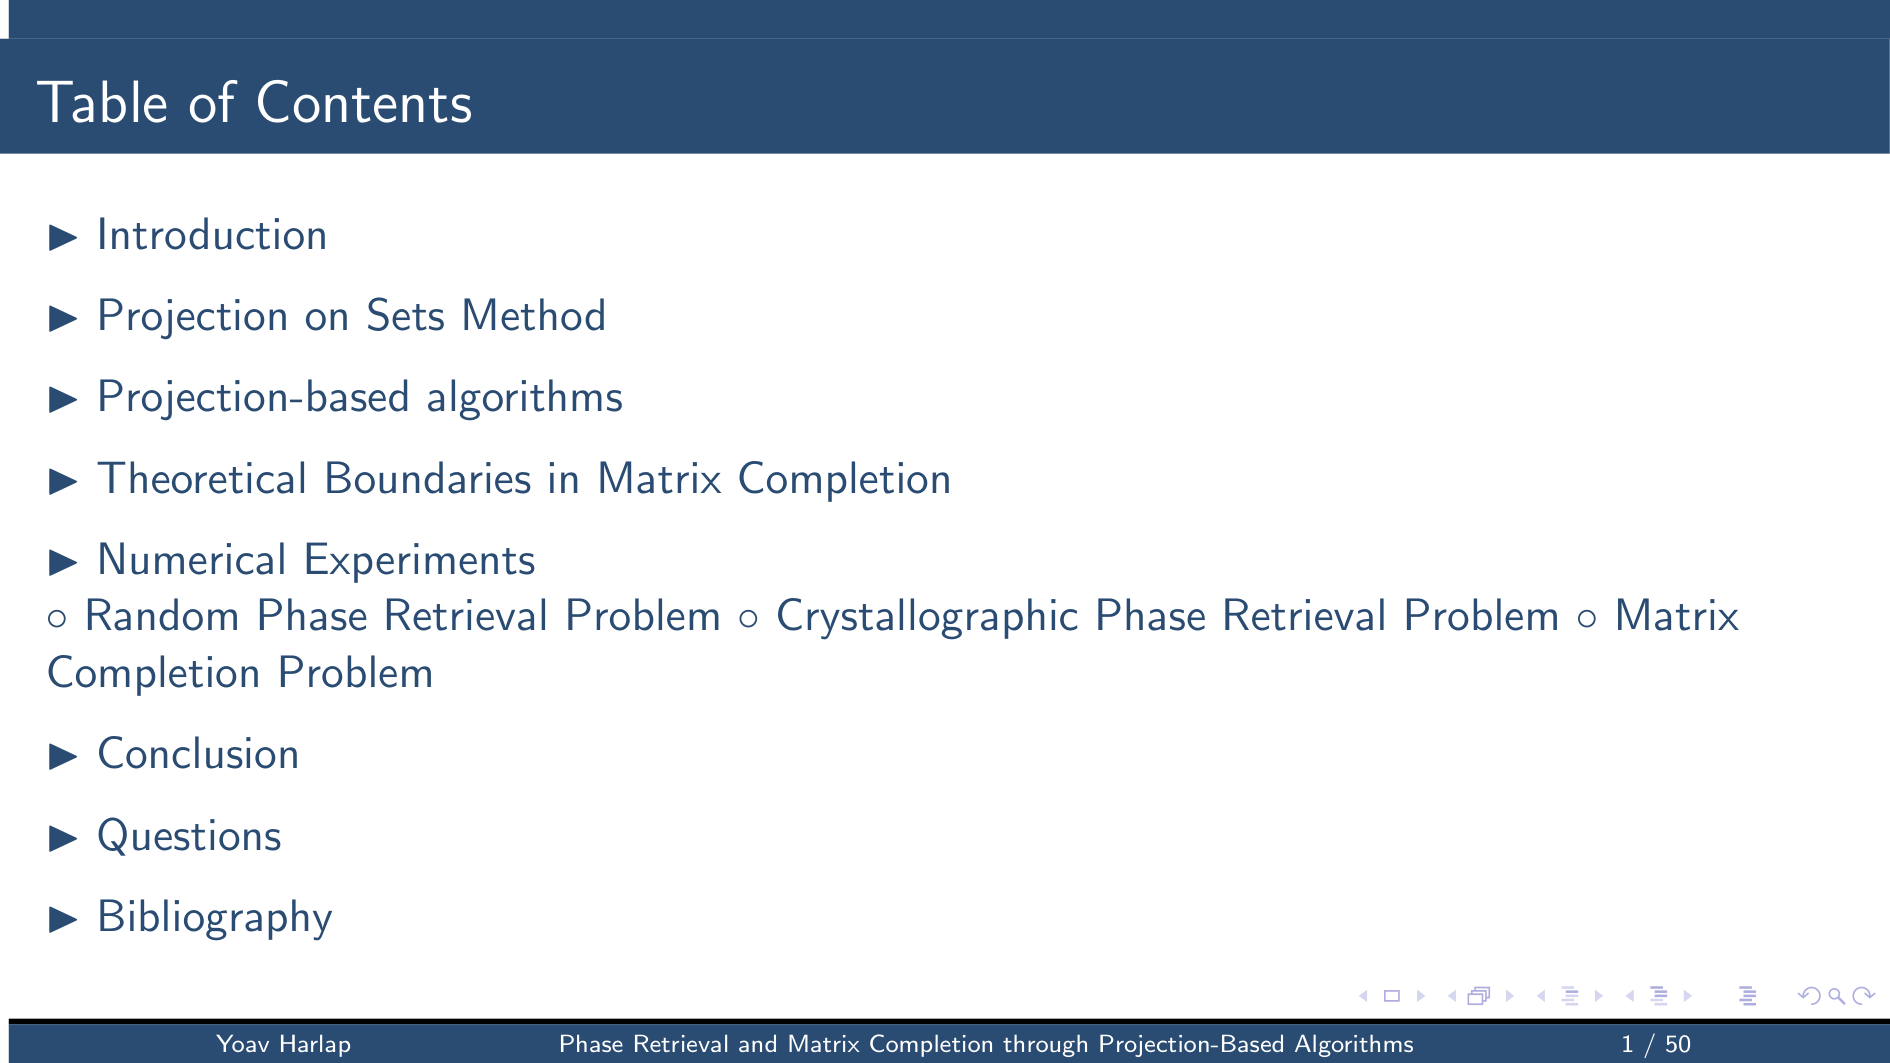 Table of Contents
▶ Introduction
▶ Projection on Sets Method
▶ Projection-based algorithms
▶ Theoretical Boundaries in Matrix Completion
▶ Numerical Experiments
○ Random Phase Retrieval Problem ○ Crystallographic Phase Retrieval Problem ○ Matrix
Completion Problem
▶ Conclusion
▶ Questions
▶ Bibliography
Yoav Harlap Phase Retrieval and Matrix Completion through Projection-Based Algorithms 1 / 50